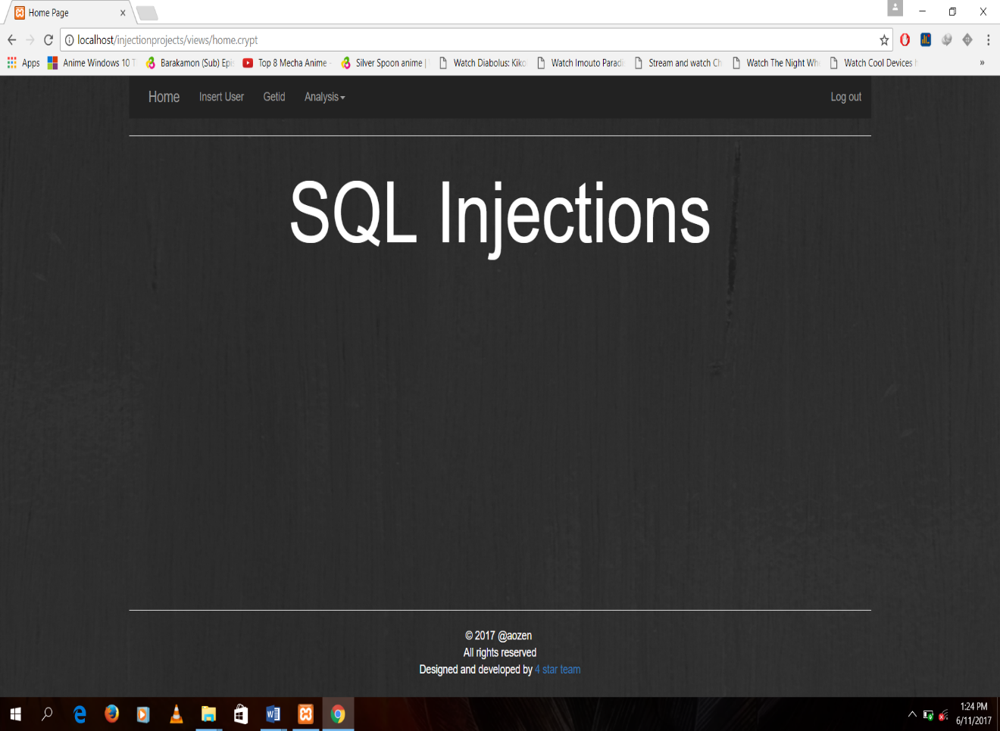 Home Page
localhost/injectionprojects/views/home.crypt
Apps Anime Windows 10 Barakamon (Sub) Epi Top 8 Mecha Anime - Silver Spoon anime | Watch Diabolus: Kiko Watch Imouto Paradi Stream and watch Ch Watch The Night Wh Watch Cool Devices »
Home Insert User Getid Analysis Log out
SQL Injections
© 2017 @aozen
All rights reserved
Designed and developed by 4 star team
1:24 PM
6/11/2017